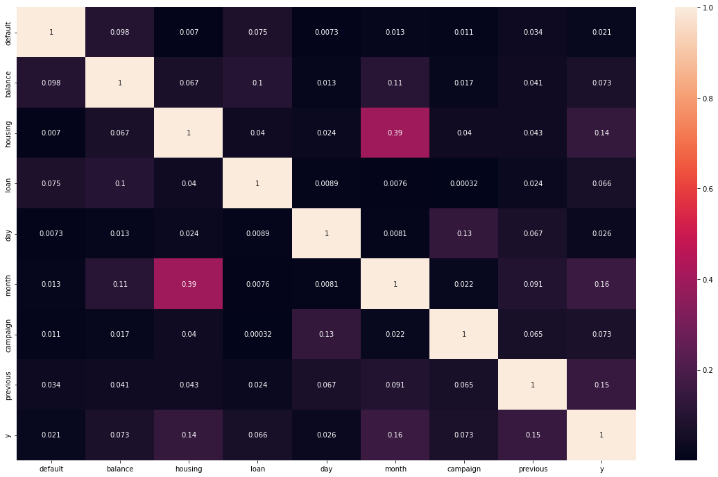 default 1 0.098 0.007 0.075 0.0073 0.013 0.011 0.034 0.021
balance 0.098 1 0.067 0.1 0.013 0.11 0.017 0.041 0.073
housing 0.007 0.067 1 0.04 0.024 0.39 0.04 0.043 0.14
loan 0.075 0.1 0.04 1 0.0089 0.0076 0.00032 0.024 0.066
day 0.0073 0.013 0.024 0.0089 1 0.0081 0.13 0.067 0.026
month 0.013 0.11 0.39 0.0076 0.0081 1 0.022 0.091 0.16
campaign 0.011 0.017 0.04 0.00032 0.13 0.022 1 0.065 0.073
previous 0.034 0.041 0.043 0.024 0.067 0.091 0.065 1 0.15
y 0.021 0.073 0.14 0.066 0.026 0.16 0.073 0.15 1
default balance housing loan day month campaign previous y
1.0
0.8
0.6
0.4
0.2